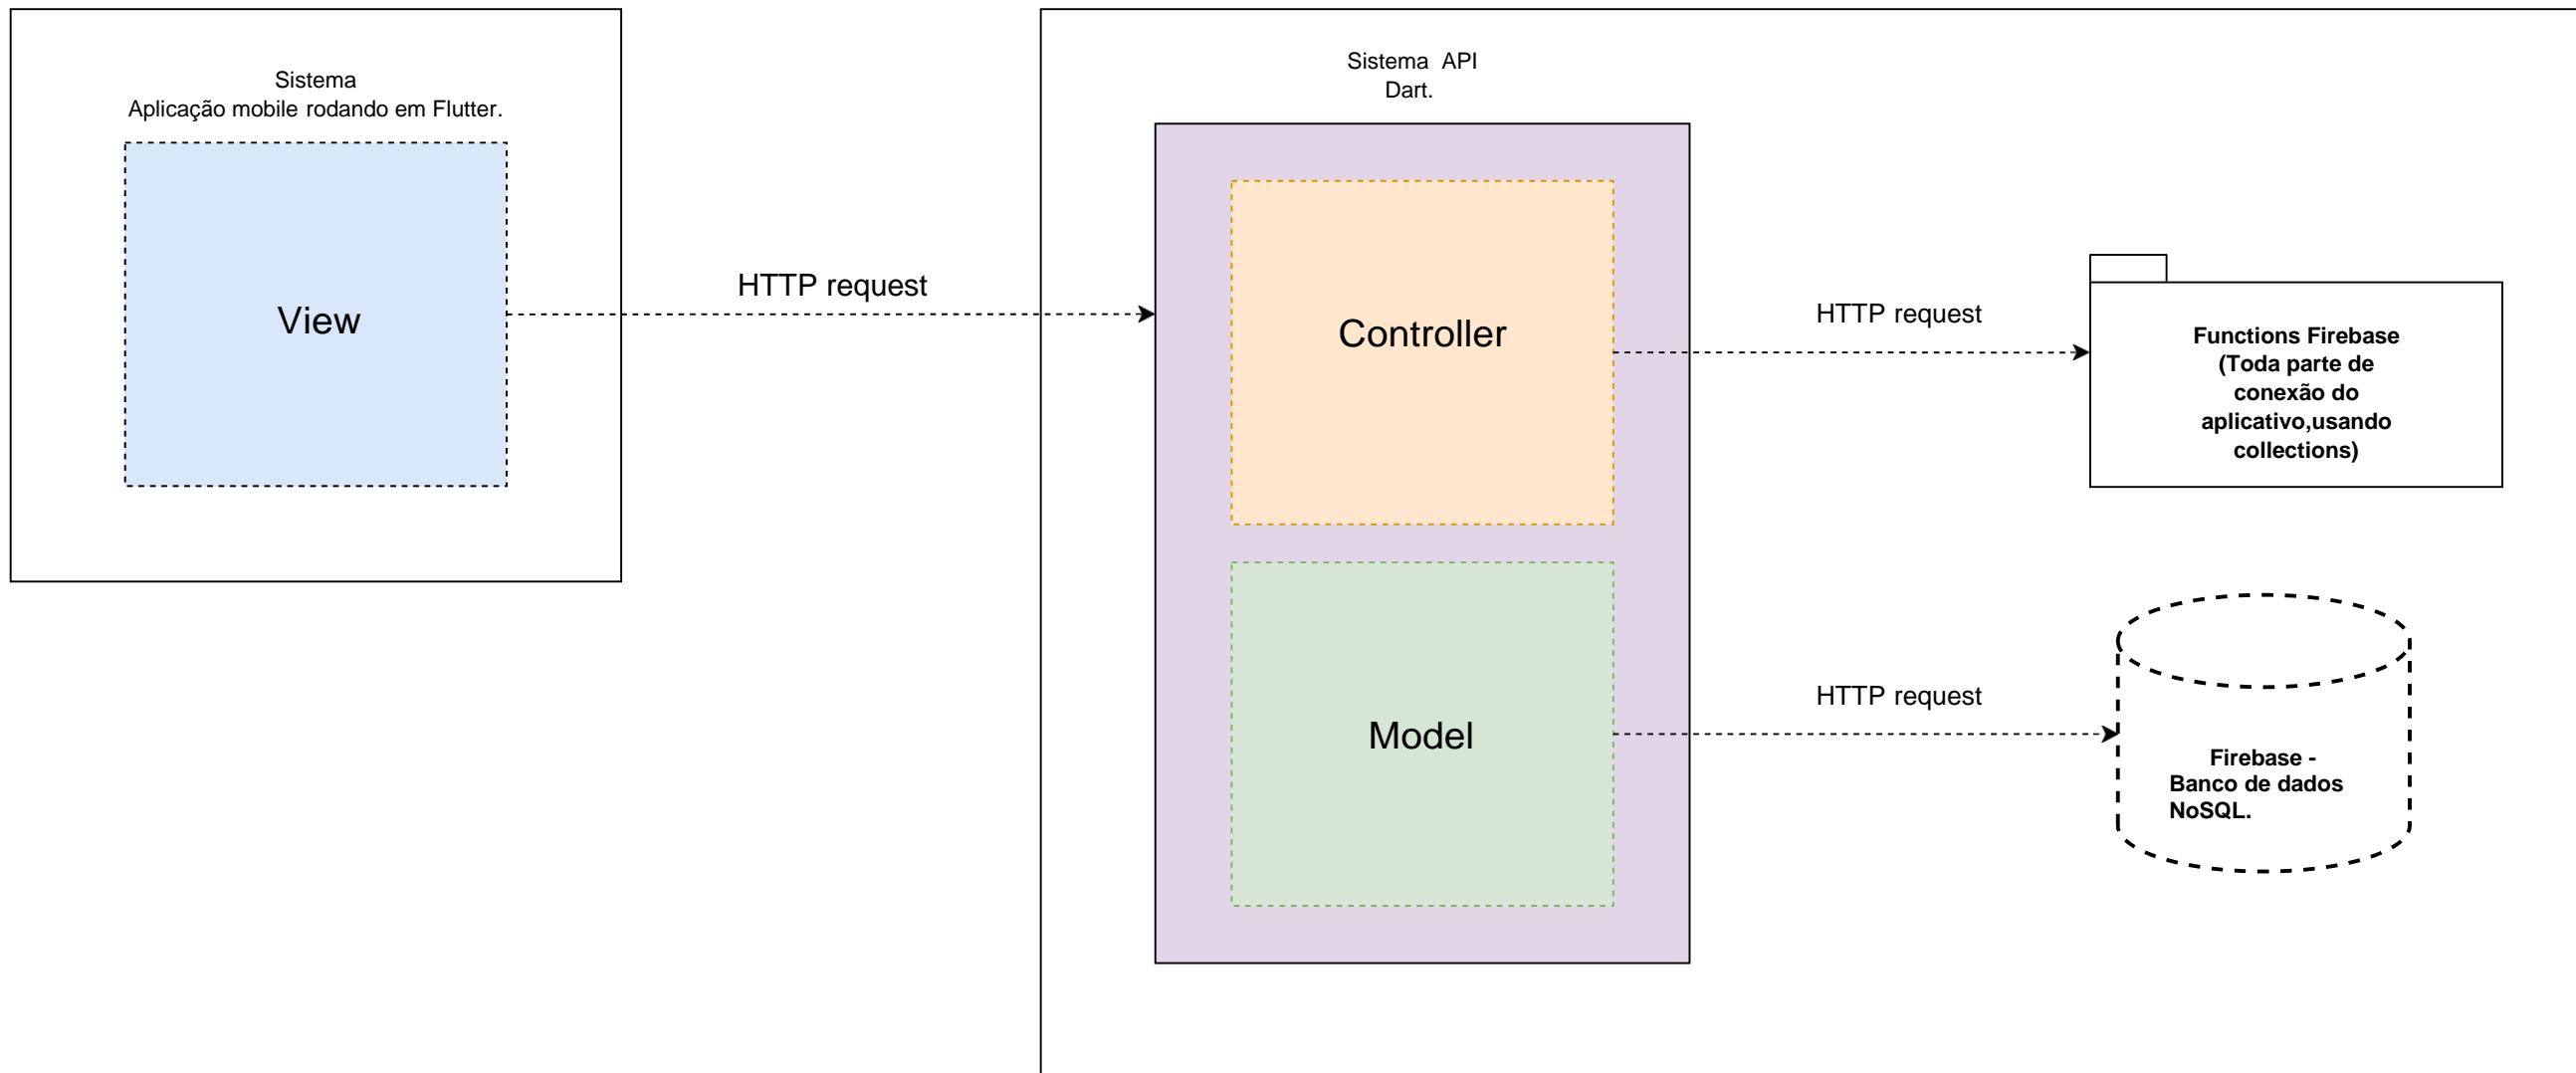 Sistema
Aplicação mobile rodando em Flutter.
View
HTTP request
Sistema API
Dart.
Controller
HTTP request
Functions Firebase
(Toda parte de
conexão do
aplicativo,usando
collections)
Model
HTTP request
Firebase -
Banco de dados
NoSQL.